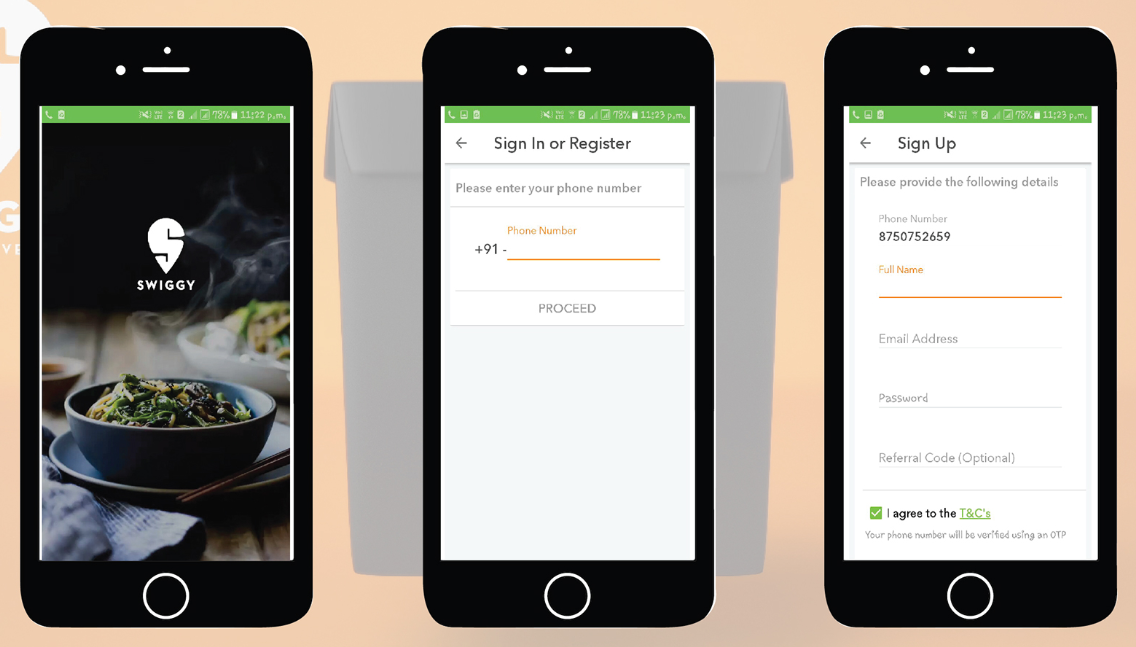 78% 11:22 p.m.
SWIGGY
78% 11:23 p.m.
Sign In or Register
Please enter your phone number
Phone Number
+91 -
PROCEED
78% 11:23 p.m.
Sign Up
Please provide the following details
Phone Number
8750752659
Full Name
Email Address
Password
Referral Code (Optional)
I agree to the T&C's
Your phone number will be verified using an OTP